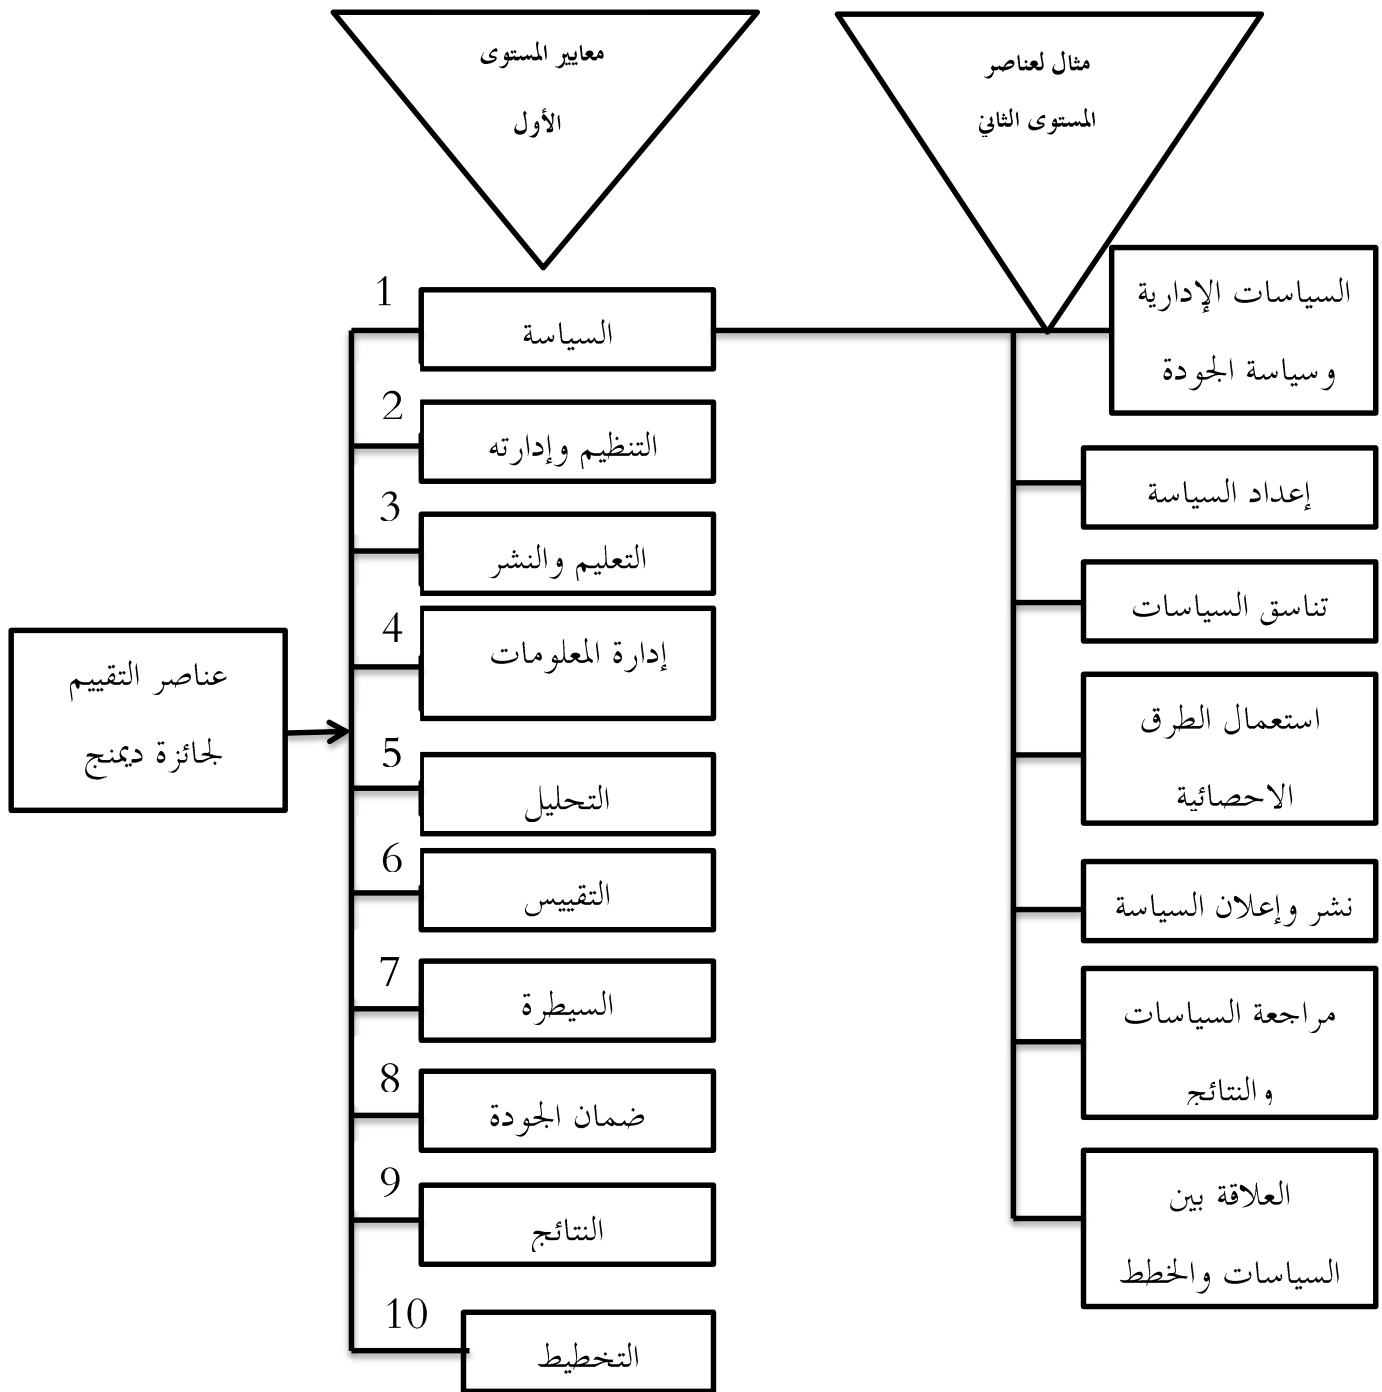 مثال لعناصر
المستوى الثاني
معايير المستوى
الأول
عناصر التقييم
لجائزة ديمنج
1
السياسة
2
التنظيم وإدارته
3
التعليم والنشر
4
إدارة المعلومات
5
التحليل
6
التقييس
7
السيطرة
8
ضمان الجودة
9
النتائج
10
التخطيط
السياسات الإدارية
وسياسة الجودة
إعداد السياسة
تناسق السياسات
استعمال الطرق
الاحصائية
نشر وإعلان السياسة
مراجعة السياسات
والنتائج
العلاقة بين
السياسات والخطط